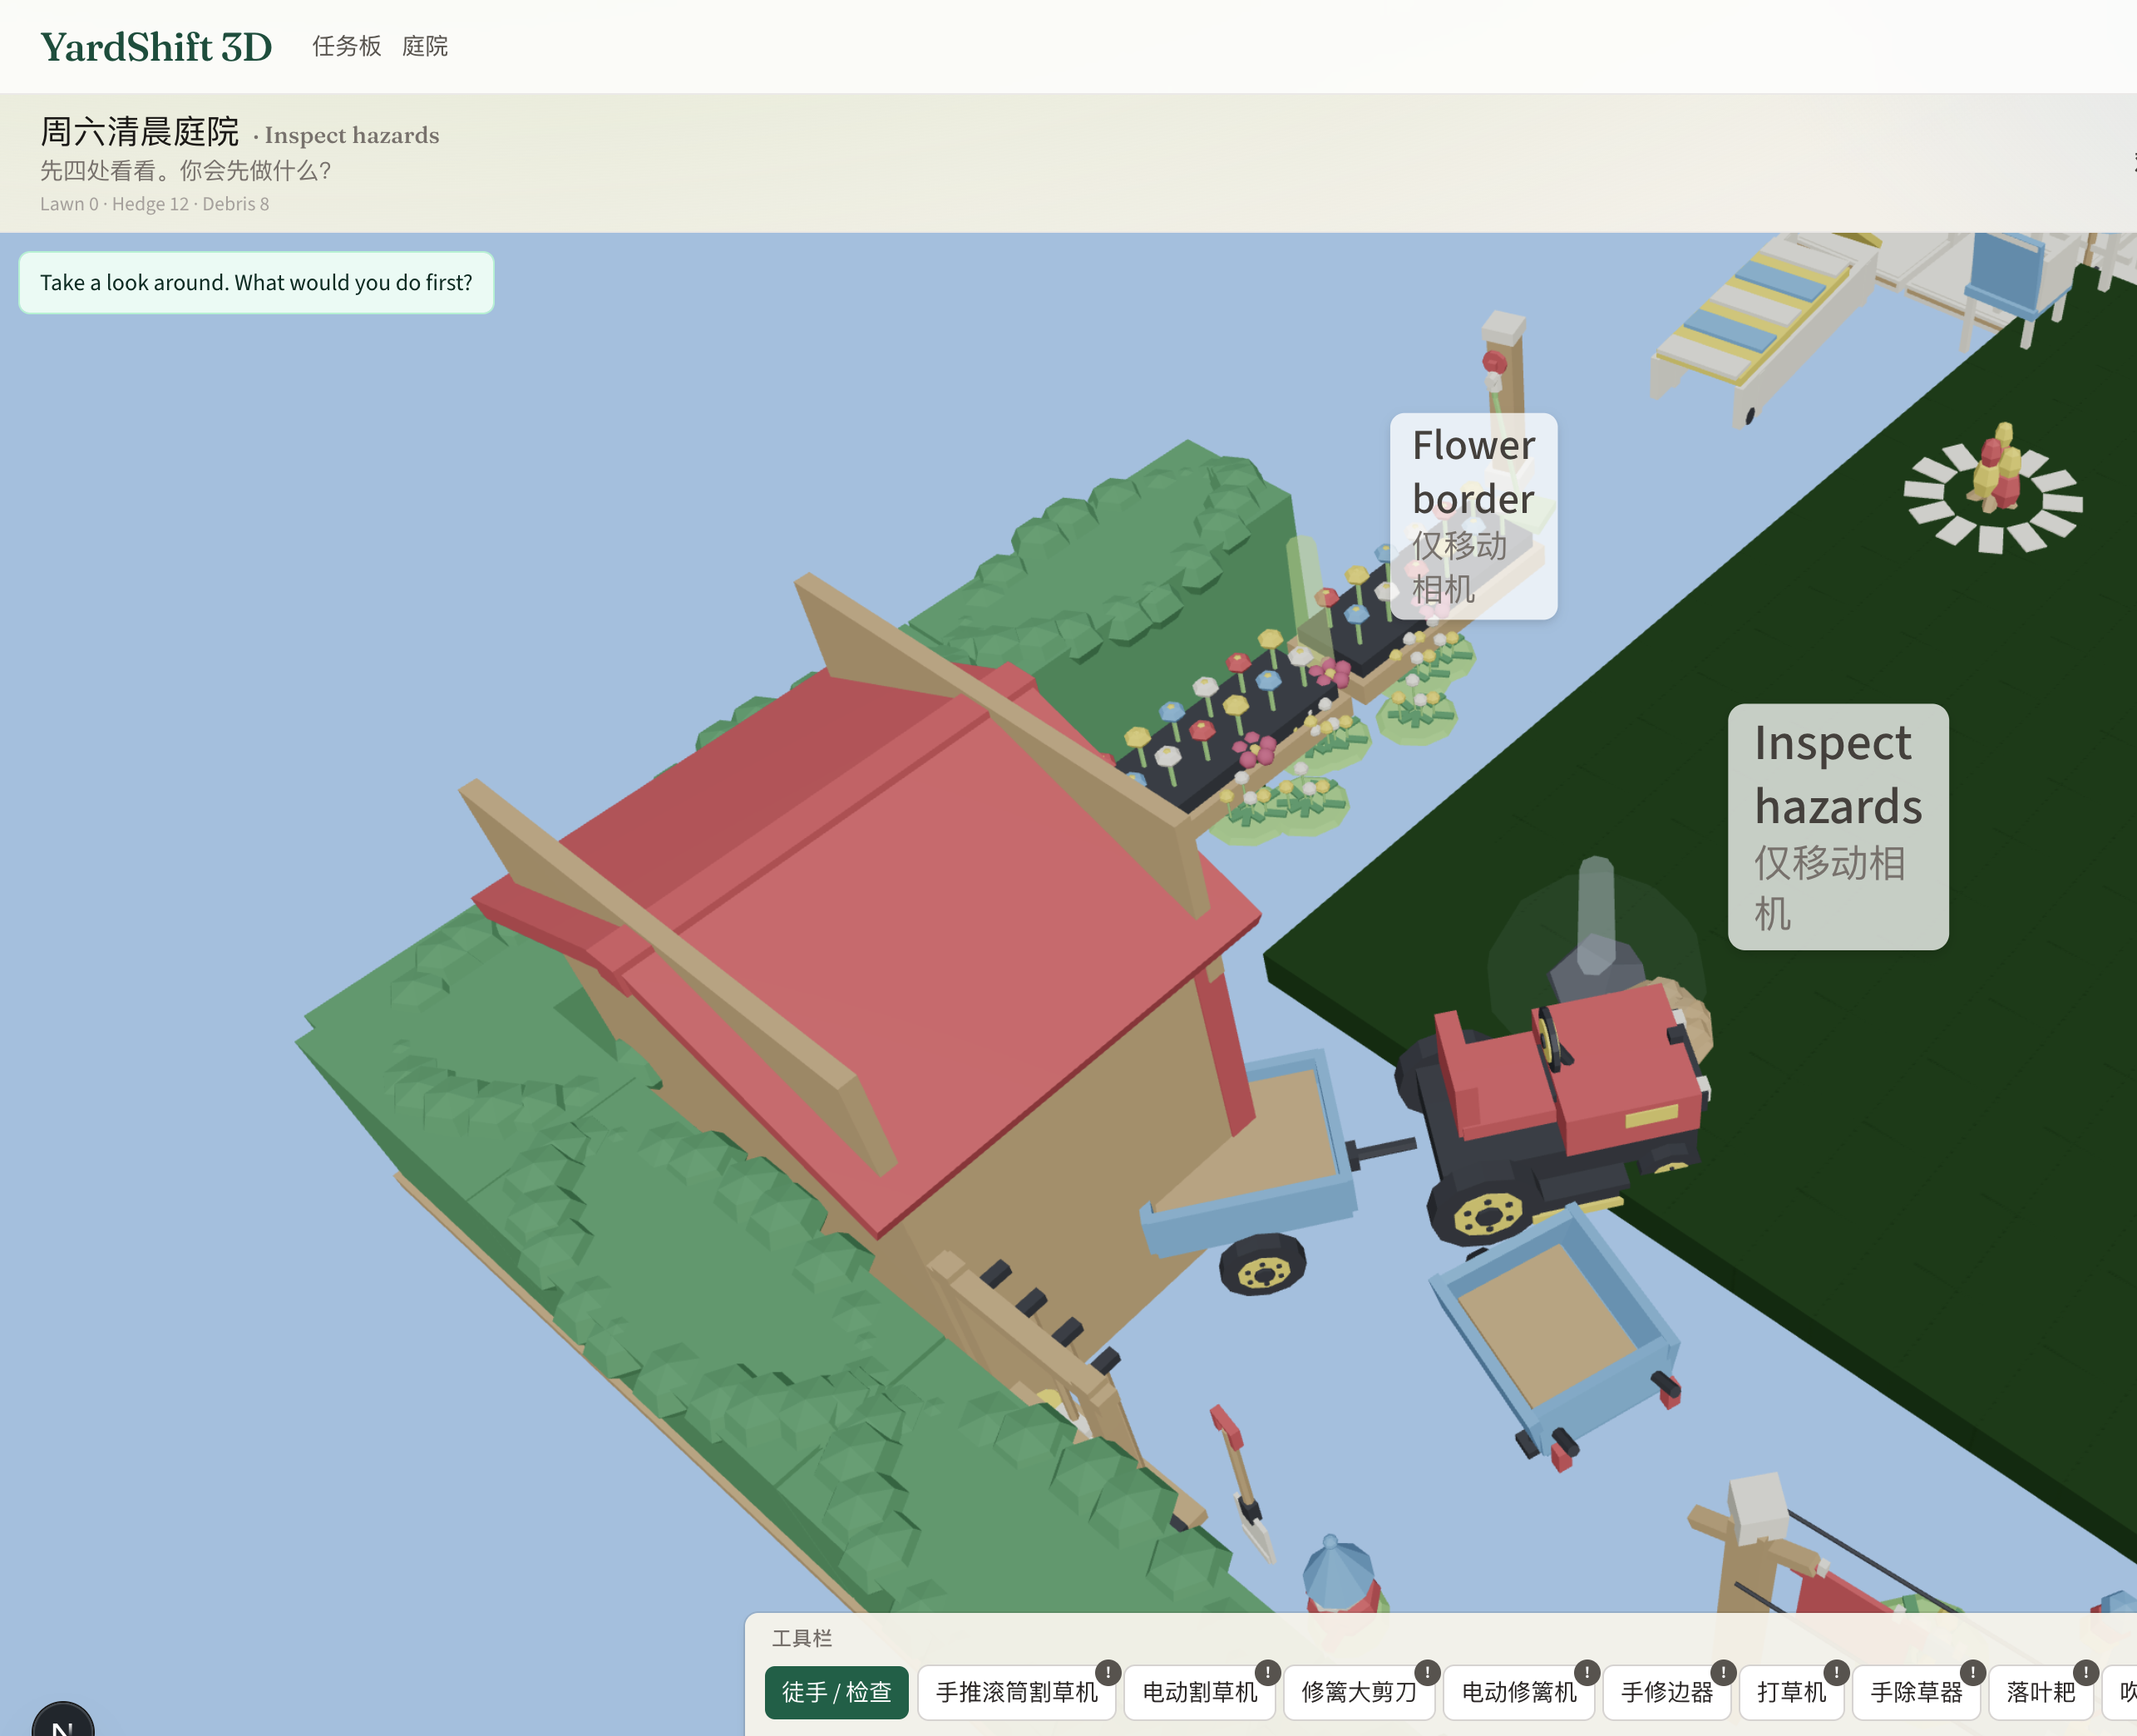 YardShift 3D 任务板 庭院
周六清晨庭院 · Inspect hazards
先四处看看。你会先做什么?
Lawn 0 · Hedge 12 · Debris 8
Take a look around. What would you do first?
Flower
border
仅移动
相机
Inspect
hazards
仅移动相
机
工具栏
徒手 / 检查 手推滚筒割草机 ! 电动割草机 ! 修篱大剪刀 ! 电动修篱机 ! 手修边器 ! 打草机 ! 手除草器 ! 落叶耙 !
N